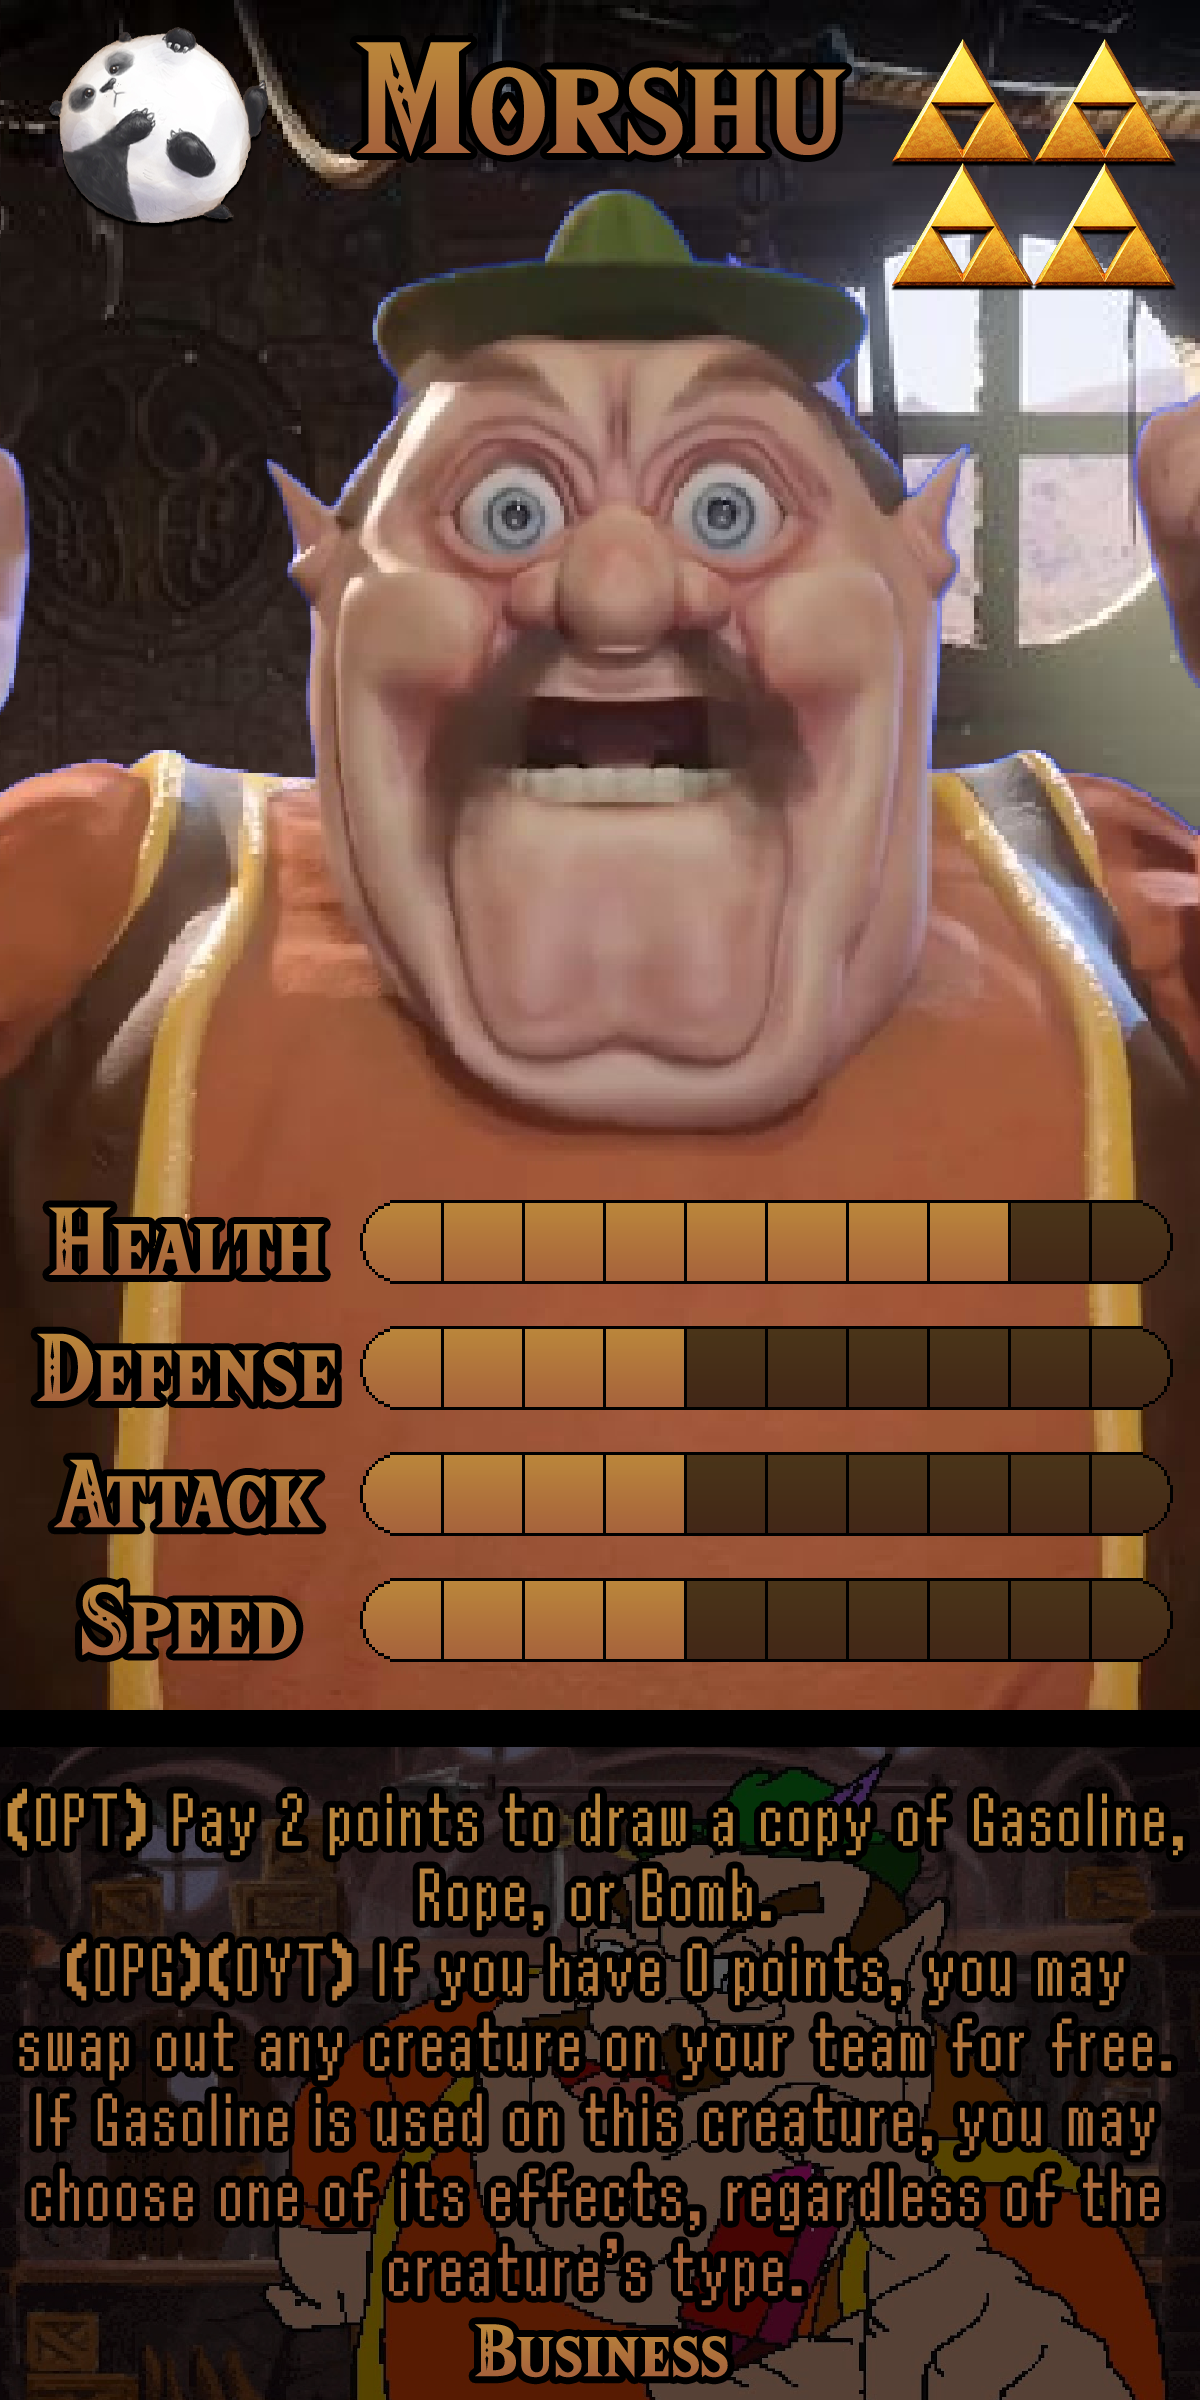 Morshu
Health
Defense
Attack
Speed
(OPT) Pay 2 points to draw a copy of Gasoline,
Rope, or Bomb.
(OPG)(OYT) If you have 0 points, you may
swap out any creature on your team for free.
If Gasoline is used on this creature, you may
choose one of its effects, regardless of the
creature's type.
Business